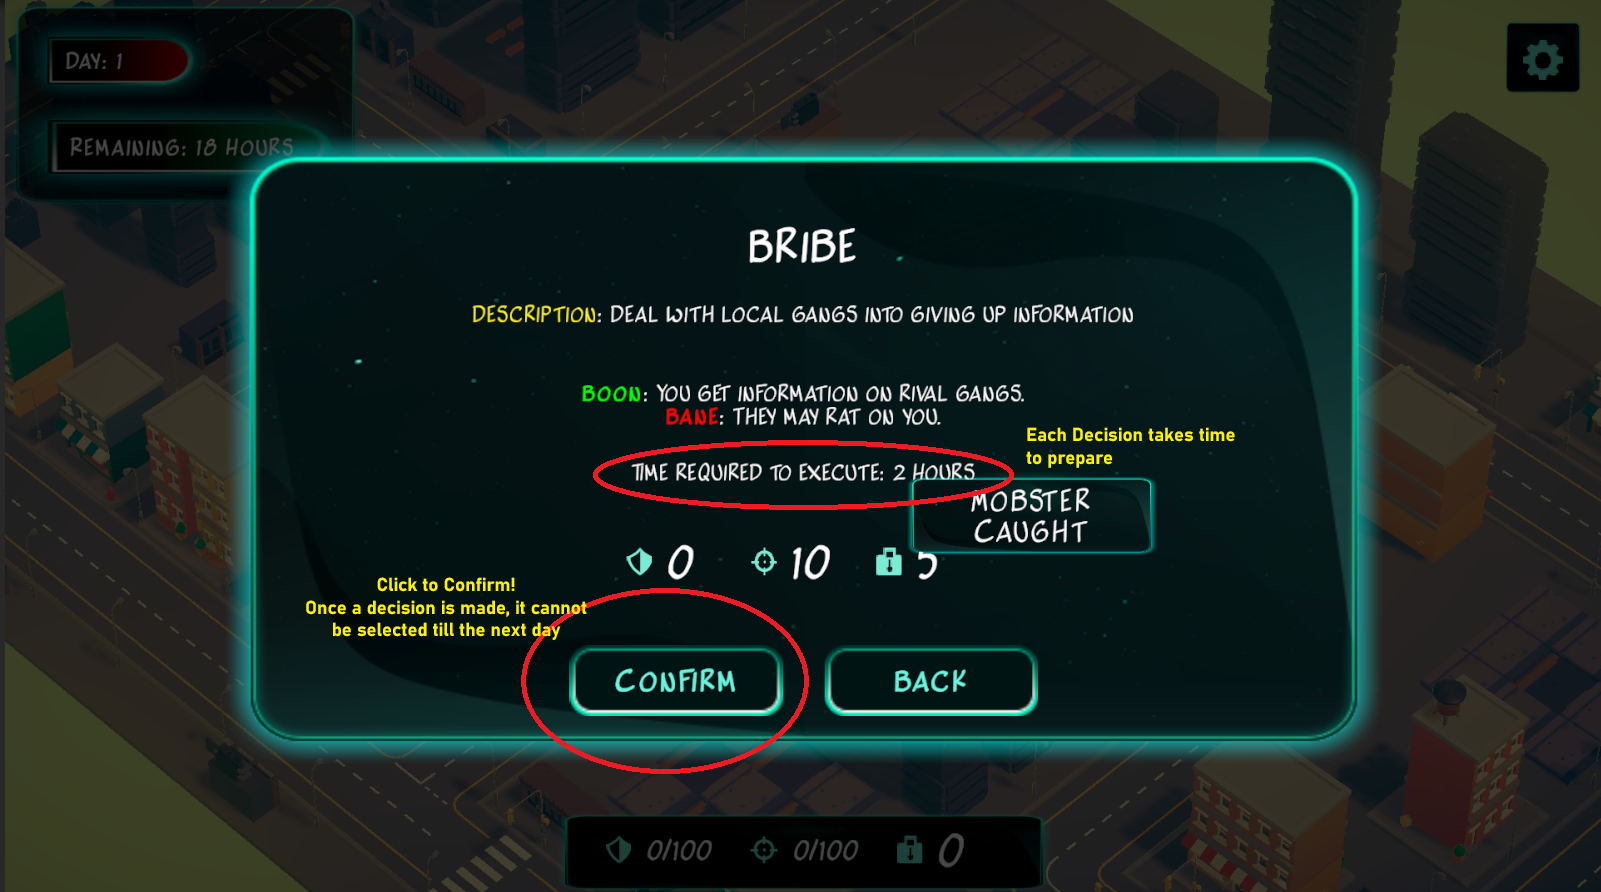 DAY: 1
REMAINING: 18 HOURS
BRIBE
DESCRIPTION: DEAL WITH LOCAL GANGS INTO GIVING UP INFORMATION
BOON: YOU GET INFORMATION ON RIVAL GANGS.
BANE: THEY MAY RAT ON YOU.
Each Decision takes time
to prepare
TIME REQUIRED TO EXECUTE: 2 HOURS
MOBSTER
CAUGHT
0 10 5
Click to Confirm!
Once a decision is made, it cannot
be selected till the next day
CONFIRM
BACK
0/100 0/100 0